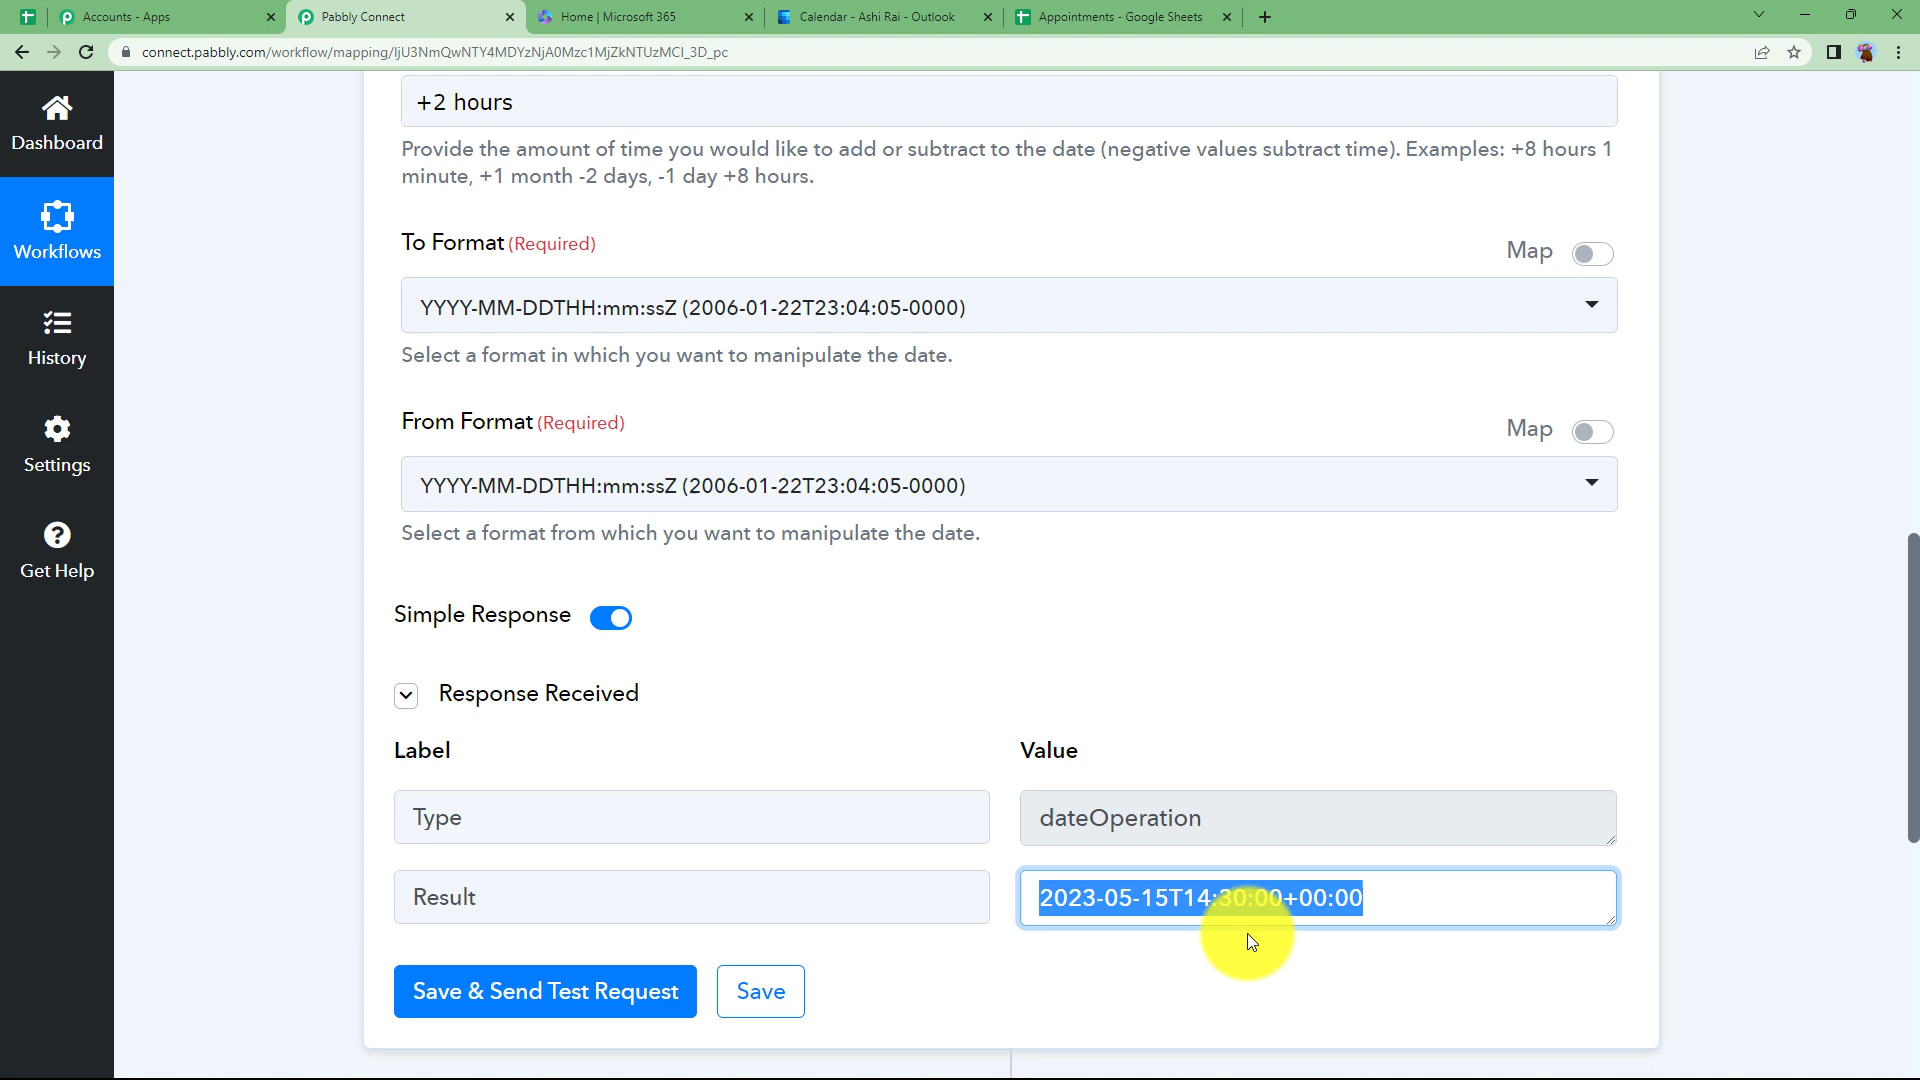 Accounts - Apps
Pabbly Connect
Home | Microsoft 365
Calendar - Ashi Rai - Outlook
Appointments - Google Sheets
connect.pabbly.com/workflow/mapping/IjU3NmQwNTY4MDYzNjA0Mzc1MjZkNTUzMCI_3D_pc
Dashboard
Workflows
History
Settings
Get Help
+2 hours
Provide the amount of time you would like to add or subtract to the date (negative values subtract time). Examples: +8 hours 1
minute, +1 month -2 days, -1 day +8 hours.
To Format (Required)
Map
YYYY-MM-DDTHH:mm:ssZ (2006-01-22T23:04:05-0000)
Select a format in which you want to manipulate the date.
From Format (Required)
Map
YYYY-MM-DDTHH:mm:ssZ (2006-01-22T23:04:05-0000)
Select a format from which you want to manipulate the date.
Simple Response
Response Received
Label
Value
Type
dateOperation
Result
2023-05-15T14:30:00+00:00
Save & Send Test Request
Save